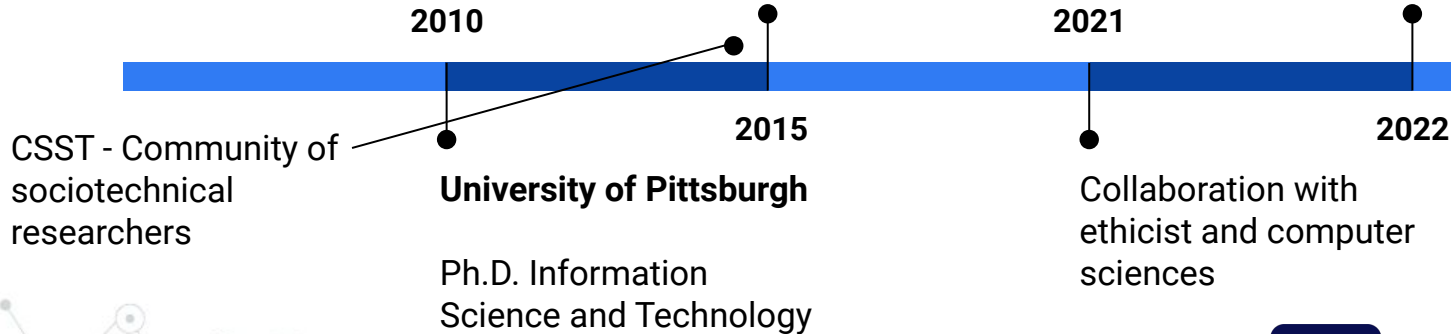 2010
2021
2015
2022
CSST - Community of
sociotechnical
researchers
University of Pittsburgh
Ph.D. Information
Science and Technology
Collaboration with
ethicist and computer
sciences